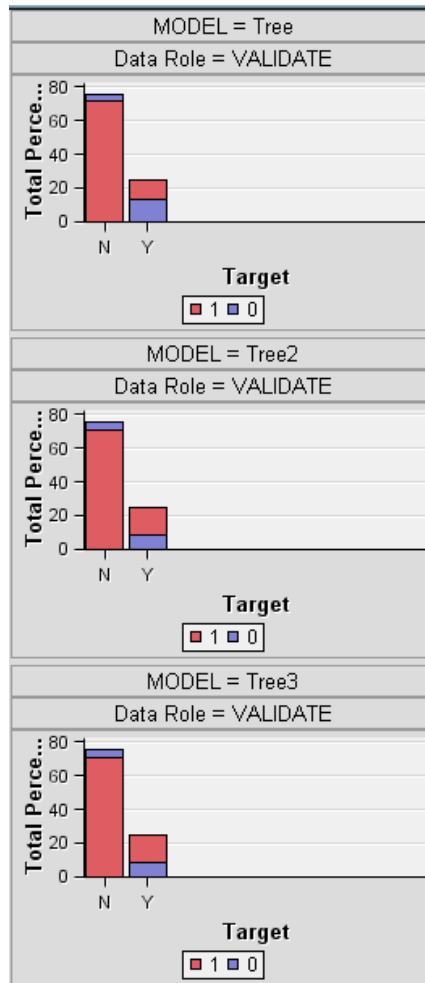 MODEL = Tree
Data Role = VALIDATE
Total Perce...
80
60
40
20
0
N Y
Target
1 0
MODEL = Tree2
Data Role = VALIDATE
Total Perce...
80
60
40
20
0
N Y
Target
1 0
MODEL = Tree3
Data Role = VALIDATE
Total Perce...
80
60
40
20
0
N Y
Target
1 0